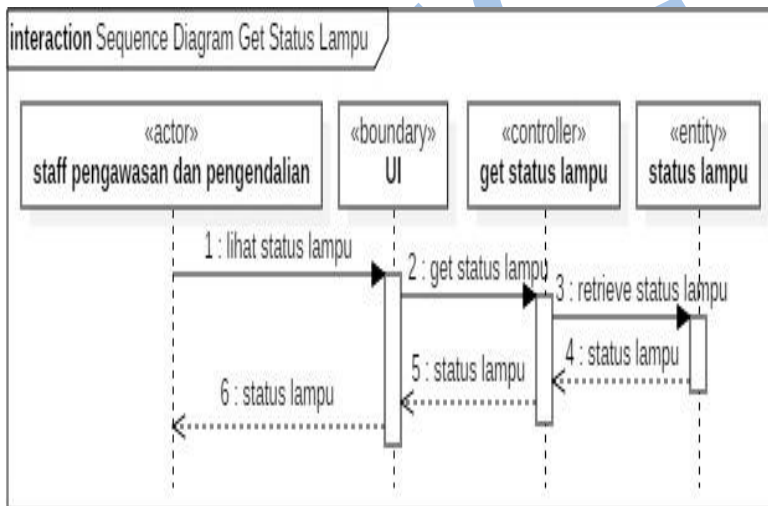 interaction Sequence Diagram Get Status Lampu
«actor»
staff pengawasan dan pengendalian
«boundary»
UI
«controller»
get status lampu
«entity»
status lampu
1 : lihat status lampu
2 : get status lampu
3 : retrieve status lampu
4 : status lampu
5 : status lampu
6 : status lampu